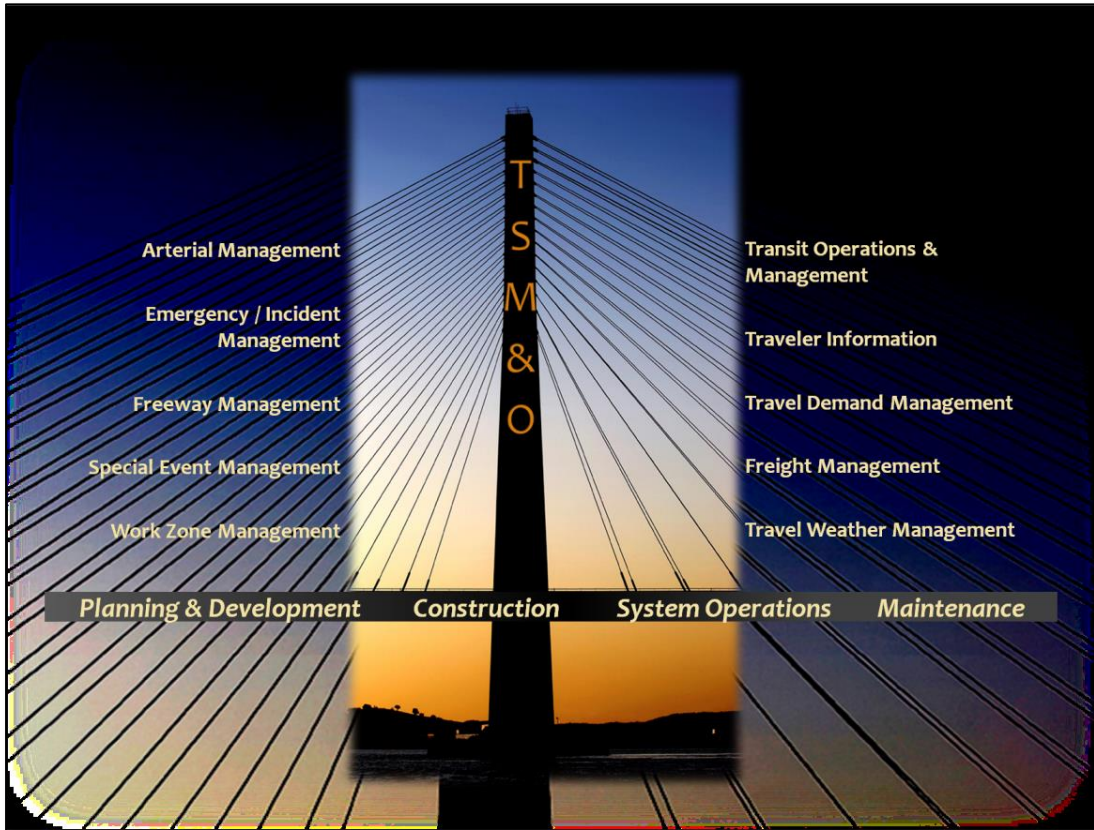 T
S
M
&
O
Arterial Management
Emergency / Incident
Management
Freeway Management
Special Event Management
Work Zone Management
Transit Operations &
Management
Traveler Information
Travel Demand Management
Freight Management
Travel Weather Management
Planning & Development Construction System Operations Maintenance